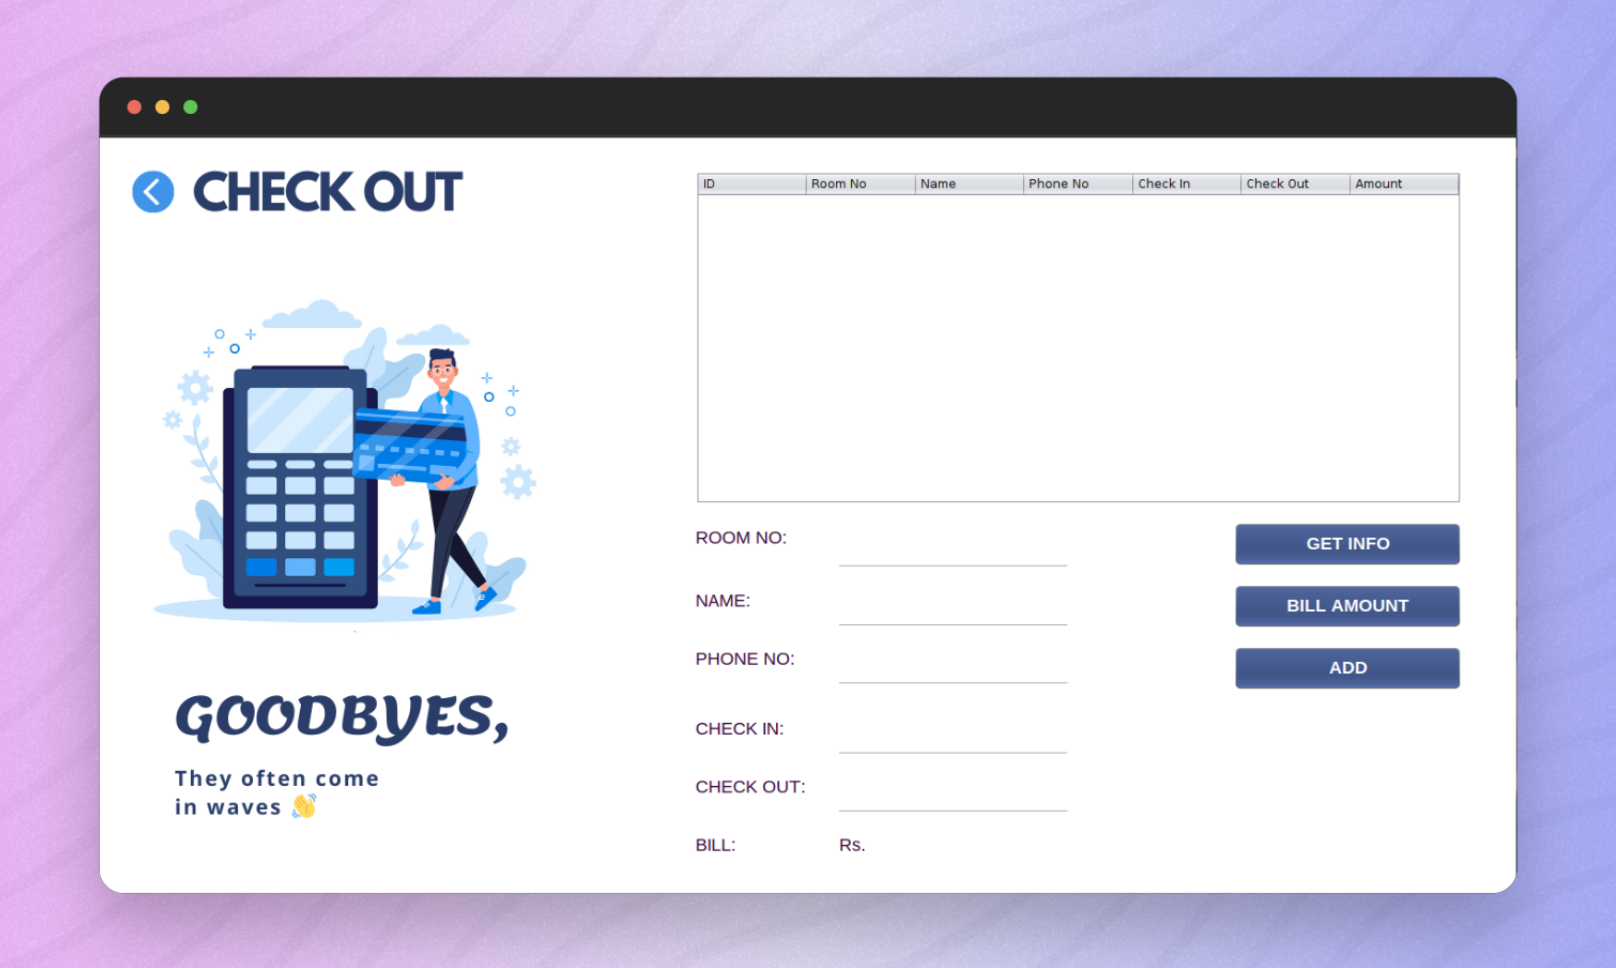 CHECK OUT
ID Room No Name Phone No Check In Check Out Amount
ROOM NO:
NAME:
PHONE NO:
CHECK IN:
CHECK OUT:
BILL: Rs.
GET INFO
BILL AMOUNT
ADD
GOODBYES,
They often come
in waves 👋